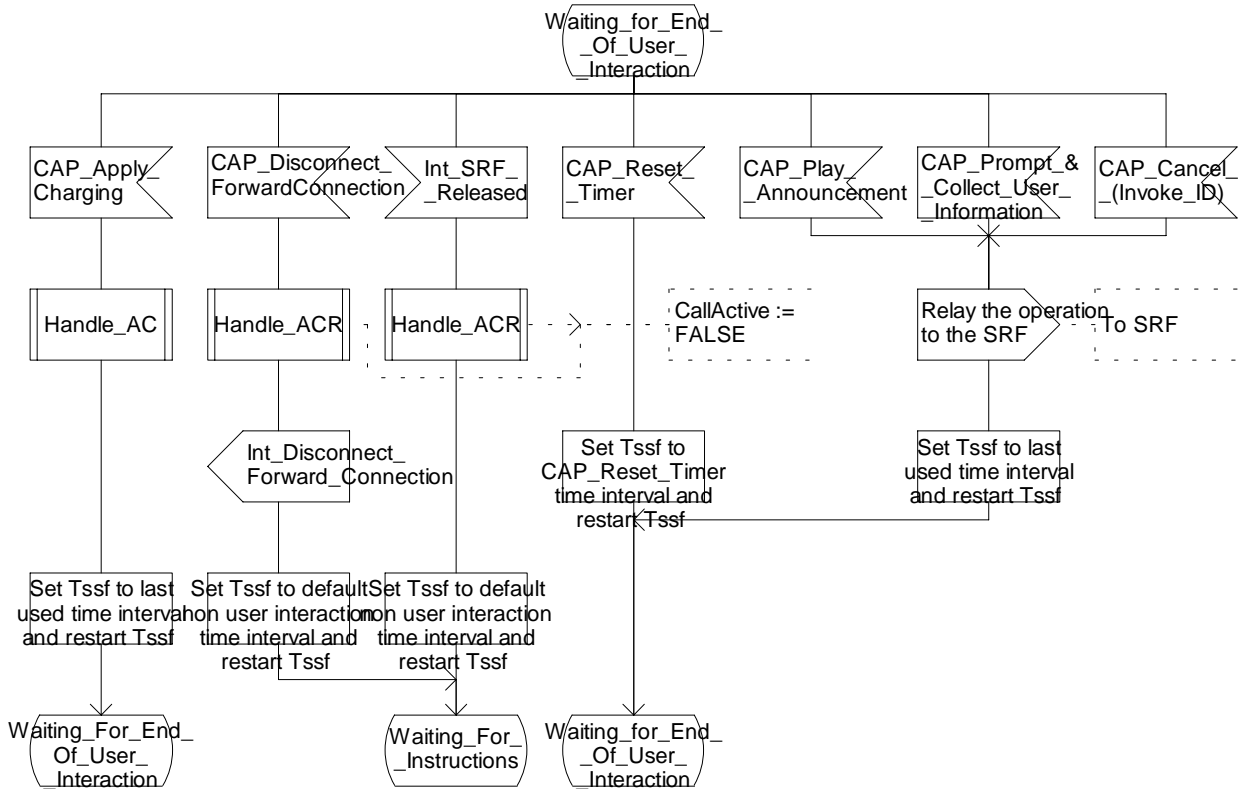 Waiting_for_End_
_Of_User_
_Interaction
CAP_Apply_
Charging
CAP_Disconnect_
ForwardConnection
Int_SRF_
_Released
CAP_Reset_
_Timer
CAP_Play_
_Announcement
CAP_Prompt_&
_Collect_User_
_Information
CAP_Cancel_
_(Invoke_ID)
Handle_AC
Handle_ACR
Handle_ACR
CallActive :=
FALSE
Relay the operation
to the SRF
To SRF
Int_Disconnect_
Forward_Connection
Set Tssf to
CAP_Reset_Timer
time interval and
restart Tssf
Set Tssf to last
used time interval
and restart Tssf
Set Tssf to last
used time interval
and restart Tssf
Set Tssf to default
non user interaction
time interval and
restart Tssf
Set Tssf to default
non user interaction
time interval and
restart Tssf
Waiting_For_End_
Of_User_
_Interaction
Waiting_For_
_Instructions
Waiting_for_End_
_Of_User_
_Interaction